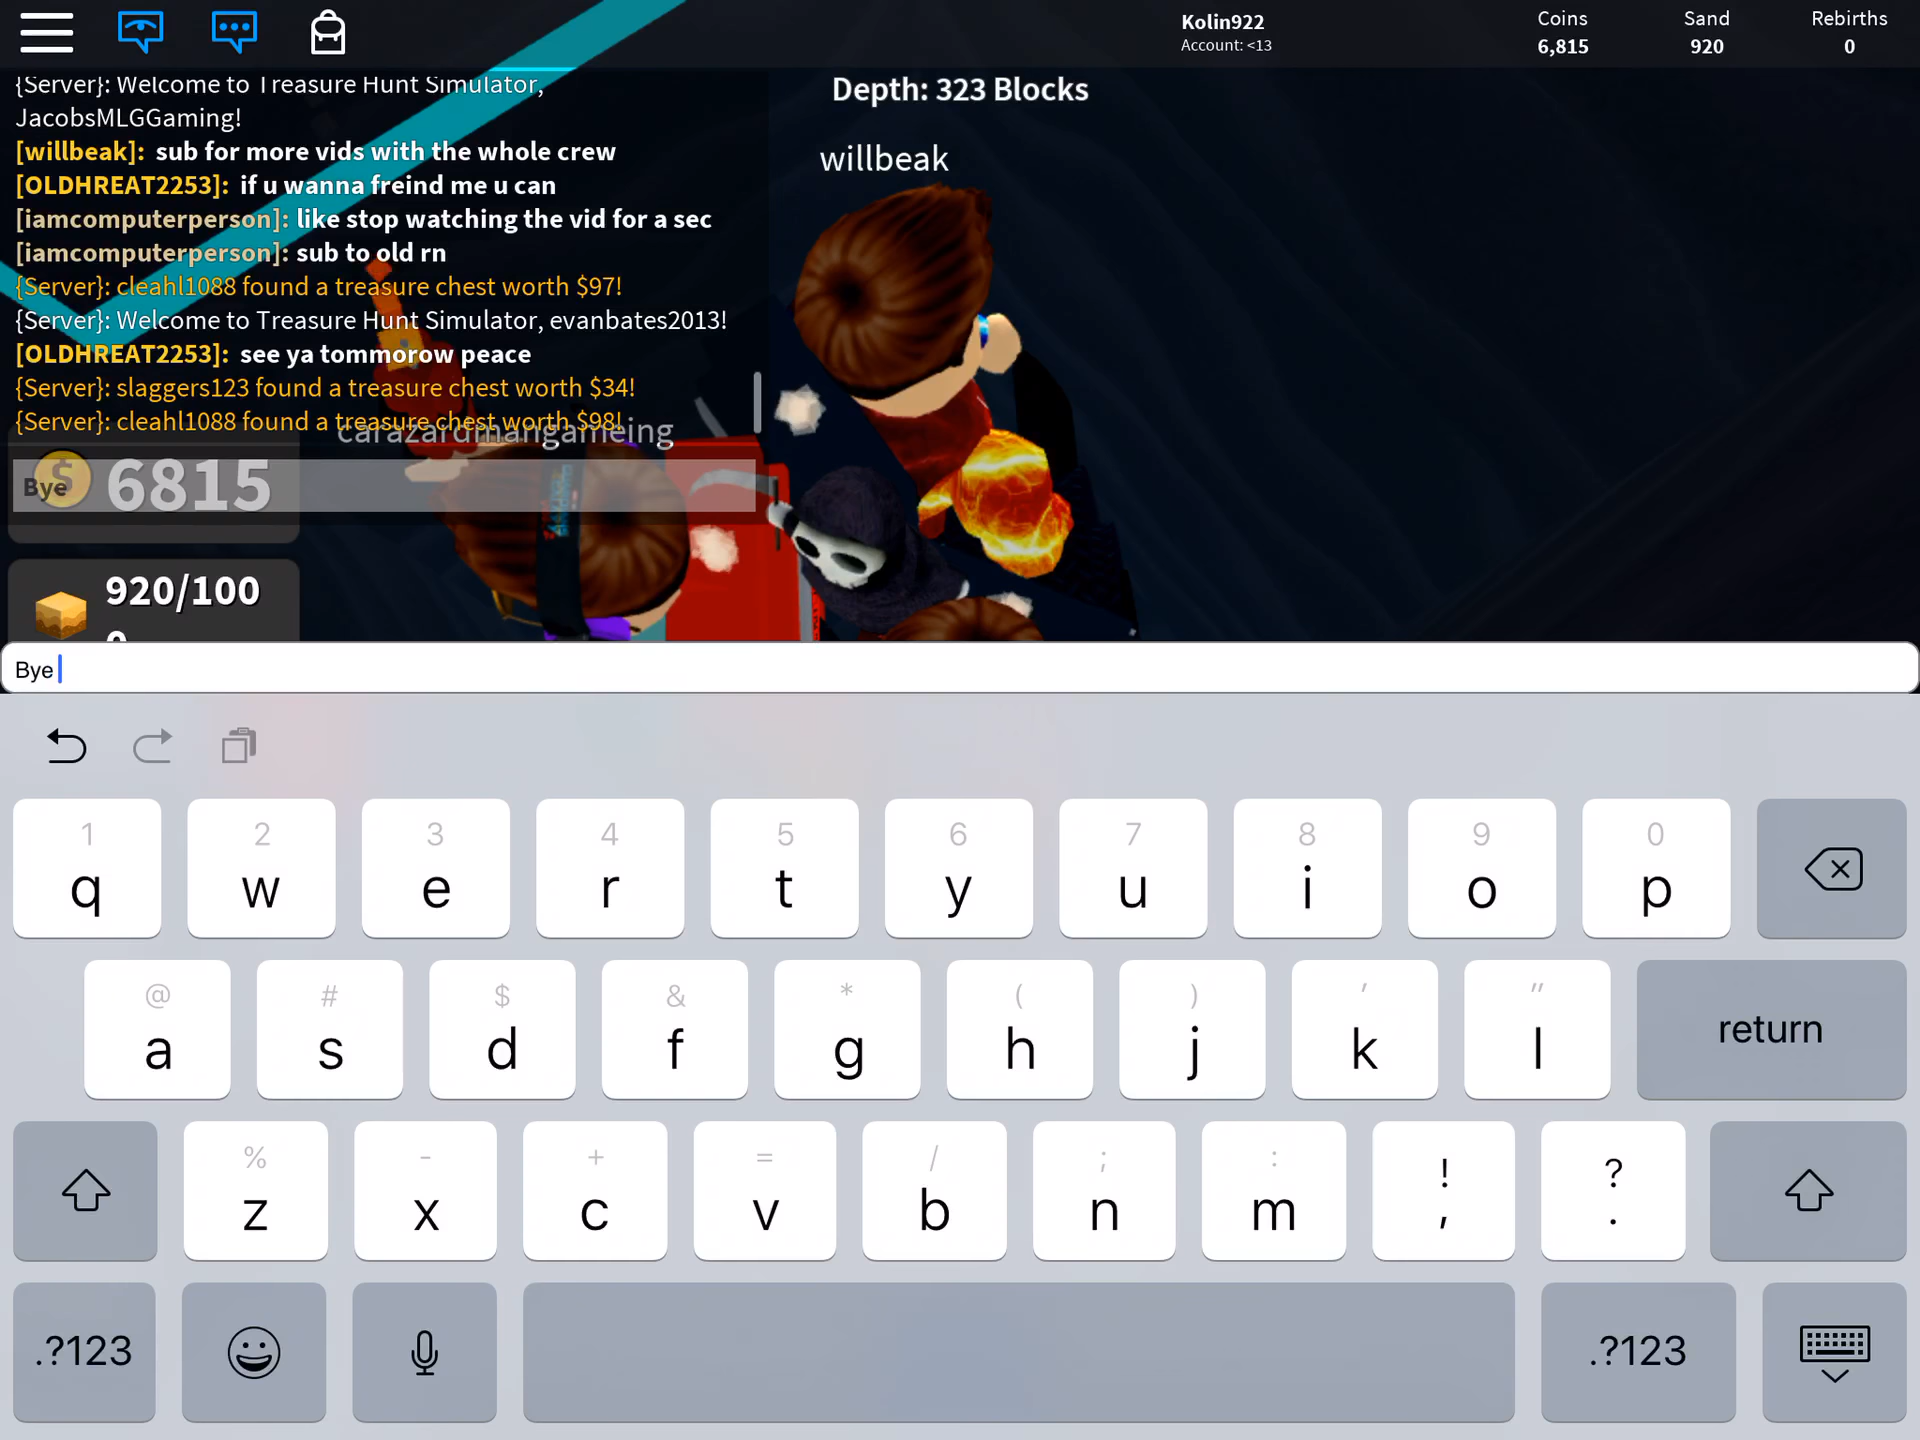 Kolin922
Account: <13
Coins
6,815
Sand
920
Rebirths
0
{Server}: Welcome to Treasure Hunt Simulator,
JacobsMLGGaming!
[willbeak]: sub for more vids with the whole crew
[OLDHREAT2253]: if u wanna freind me u can
[iamcomputerperson]: like stop watching the vid for a sec
[iamcomputerperson]: sub to old rn
{Server}: cleahl1088 found a treasure chest worth $97!
{Server}: Welcome to Treasure Hunt Simulator, evanbates2013!
[OLDHREAT2253]: see ya tommorow peace
{Server}: slaggers123 found a treasure chest worth $34!
{Server}: cleahl1088 found a treasure chest worth $98!
Depth: 323 Blocks
willbeak
carazardmangameing
Bye
$ 6815
920/100
0
Bye
1 2 3 4 5 6 7 8 9 0
q w e r t y u i o p
@ # $ & * ( ) ' "
a s d f g h j k l return
% - + = / ; : ! ?
z x c v b n m , .
.?123 .?123